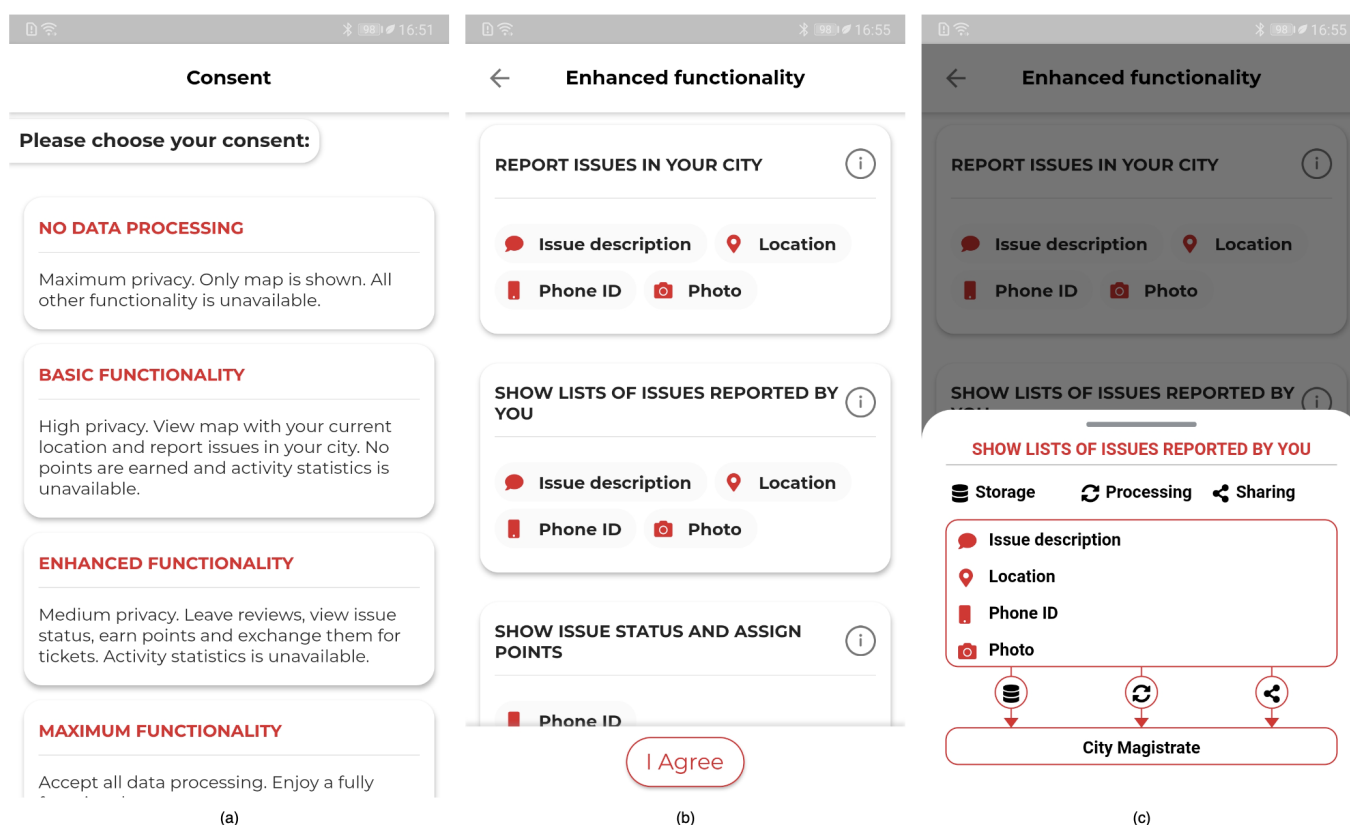 98 16:51
Consent
Please choose your consent:
NO DATA PROCESSING
Maximum privacy. Only map is shown. All
other functionality is unavailable.
BASIC FUNCTIONALITY
High privacy. View map with your current
location and report issues in your city. No
points are earned and activity statistics is
unavailable.
ENHANCED FUNCTIONALITY
Medium privacy. Leave reviews, view issue
status, earn points and exchange them for
tickets. Activity statistics is unavailable.
MAXIMUM FUNCTIONALITY
Accept all data processing. Enjoy a fully
(a)
98 16:55
Enhanced functionality
REPORT ISSUES IN YOUR CITY
Issue description Location
Phone ID Photo
SHOW LISTS OF ISSUES REPORTED BY
YOU
Issue description Location
Phone ID Photo
SHOW ISSUE STATUS AND ASSIGN
POINTS
Phone ID
I Agree
(b)
98 16:55
Enhanced functionality
REPORT ISSUES IN YOUR CITY
Issue description Location
Phone ID Photo
SHOW LISTS OF ISSUES REPORTED BY
YOU
SHOW LISTS OF ISSUES REPORTED BY YOU
Storage Processing Sharing
Issue description
Location
Phone ID
Photo
City Magistrate
(c)